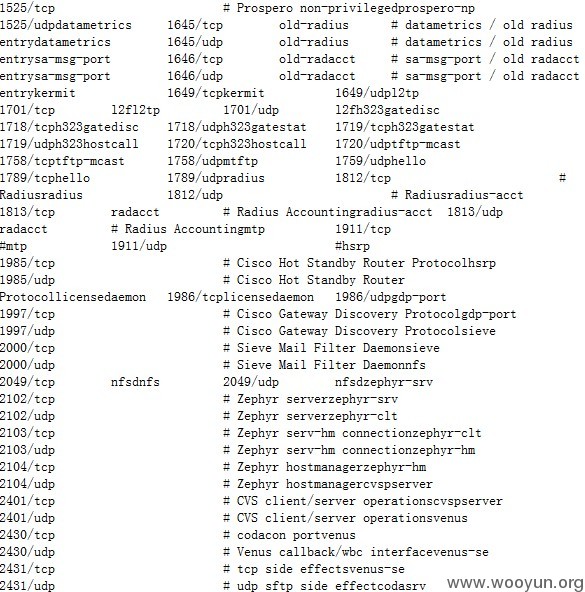 1525/tcp # Prospero non-privilegedprospero-np
1525/udpdatametrics 1645/tcp old-radius # datametrics / old radius
entrydatametrics 1645/udp old-radius # datametrics / old radius
entrysa-msg-port 1646/tcp old-radacct # sa-msg-port / old radacct
entrysa-msg-port 1646/udp old-radacct # sa-msg-port / old radacct
entrykermit 1649/tcpkermit 1649/udpl2tp
1701/tcp l2fl2tp 1701/udp l2fh323gatedisc
1718/tcph323gatedisc 1718/udph323gatstat 1719/tcph323gatestat
1719/udph323hostcall 1720/tcph323hostcall 1720/udptftp-mcast
1758/tcptftp-mcast 1758/udpmtftp 1759/udphello
1789/tcphello 1789/udpradius 1812/tcp #
Radiusradius 1812/udp # Radiusradius-acct
1813/tcp radacct # Radius Accountingradius-acct 1813/udp
radacct # Radius Accountingmtp 1911/tcp
#mtp 1911/udp #hsrp
1985/tcp # Cisco Hot Standby Router Protocolhsrp
1985/udp # Cisco Hot Standby Router
Protocollicensedaemon 1986/tcplicensedaemon 1986/udpgdp-port
1997/tcp # Cisco Gateway Discovery Protocolgdp-port
1997/udp # Cisco Gateway Discovery Protocolsieve
2000/tcp # Sieve Mail Filter Daemonsieve
2000/udp # Sieve Mail Filter Daemonnfs
2049/tcp nfsdnfs 2049/udp nfsdzephyr-srv
2102/tcp # Zephyr serverzephyr-srv
2102/udp # Zephyr serverzephyr-clt
2103/tcp # Zephyr serv-hm connectionzephyr-clt
2103/udp # Zephyr serv-hm connectionzephyr-hm
2104/tcp # Zephyr hostmanagerzephyr-hm
2104/udp # Zephyr hostmanagercvspserver
2401/tcp # CVS client/server operationscvspserver
2401/udp # CVS client/server operationsvenus
2430/tcp # codacon portvenus
2430/udp # Venus callback/wbc interfacevenus-se
2431/tcp # tcp side effectsvenus-se
2431/udp # udp sftp side effectcodasrv
www.wooyun.org